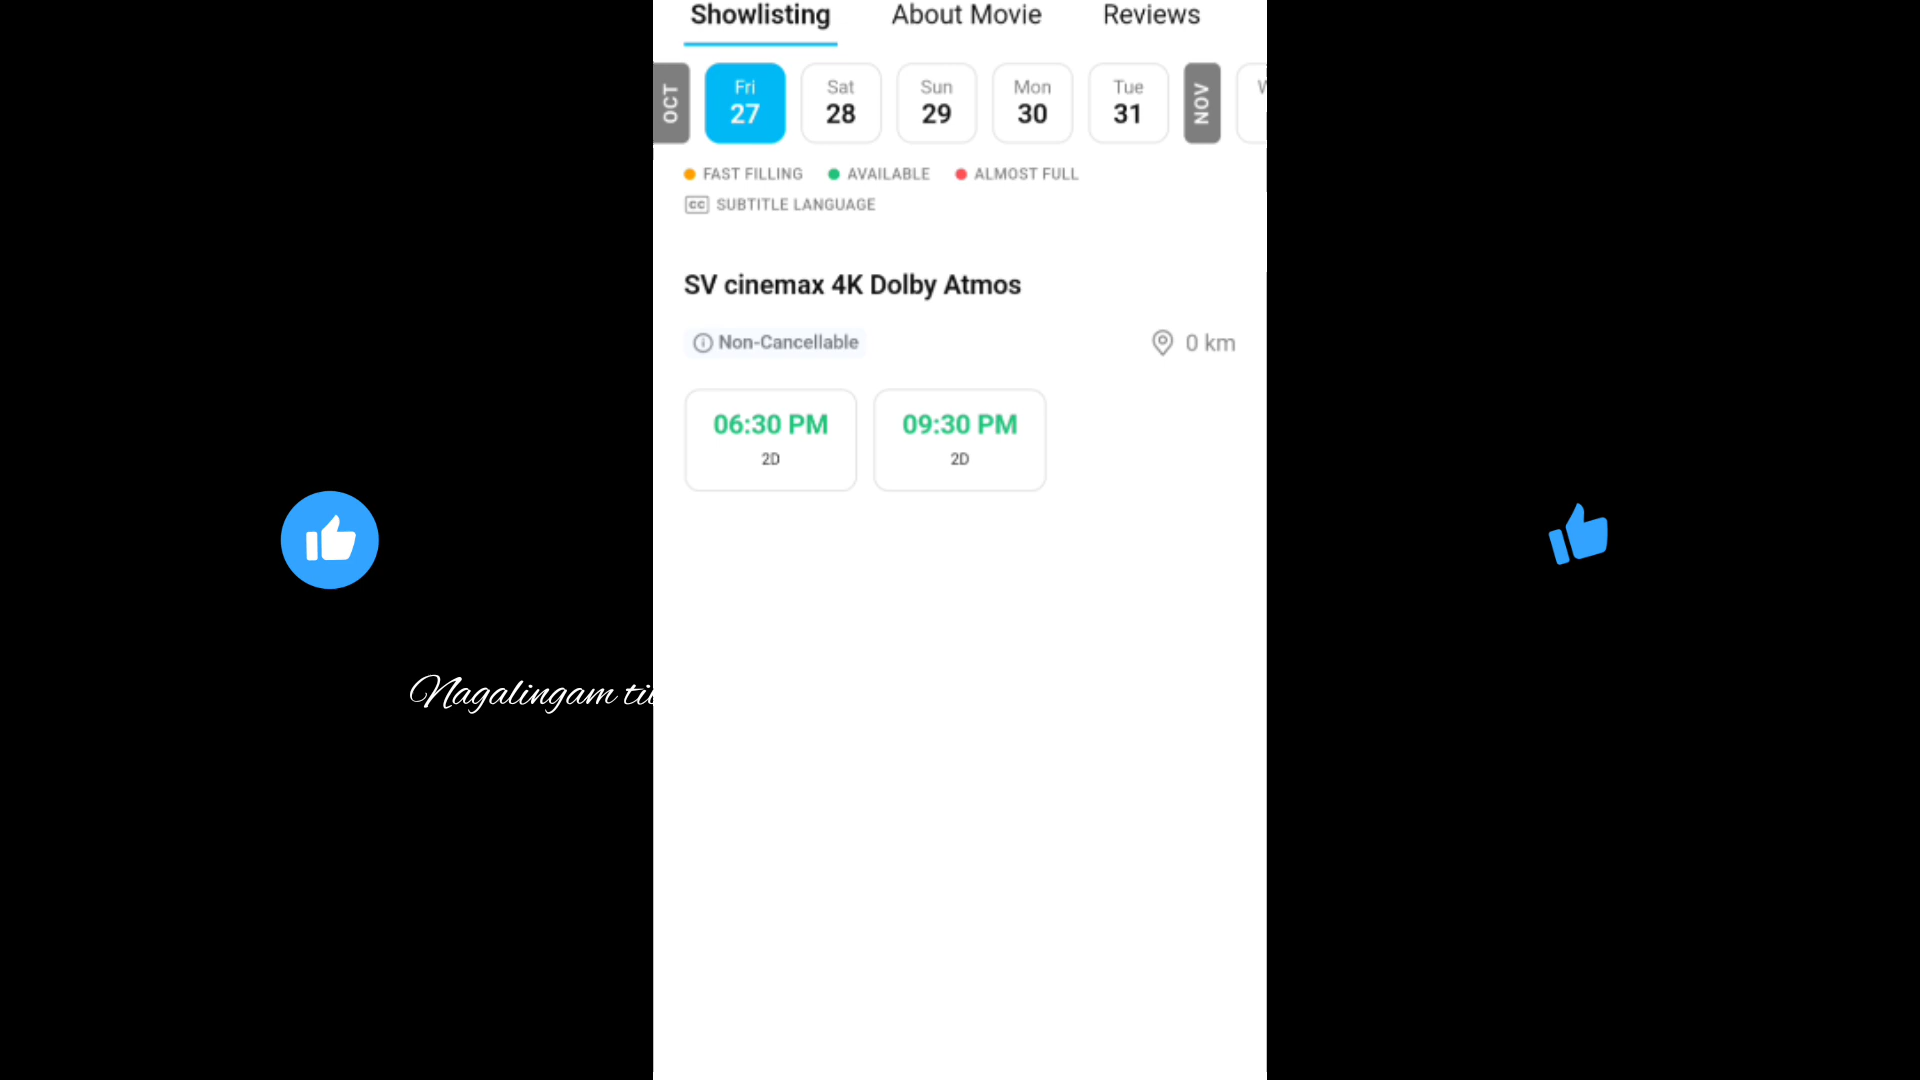 Showlisting About Movie Reviews
OCT Fri 27 Sat 28 Sun 29 Mon 30 Tue 31 NOV
FAST FILLING AVAILABLE ALMOST FULL
CC SUBTITLE LANGUAGE
SV cinemax 4K Dolby Atmos
Non-Cancellable 0 km
06:30 PM 09:30 PM
2D 2D
Nagalingam